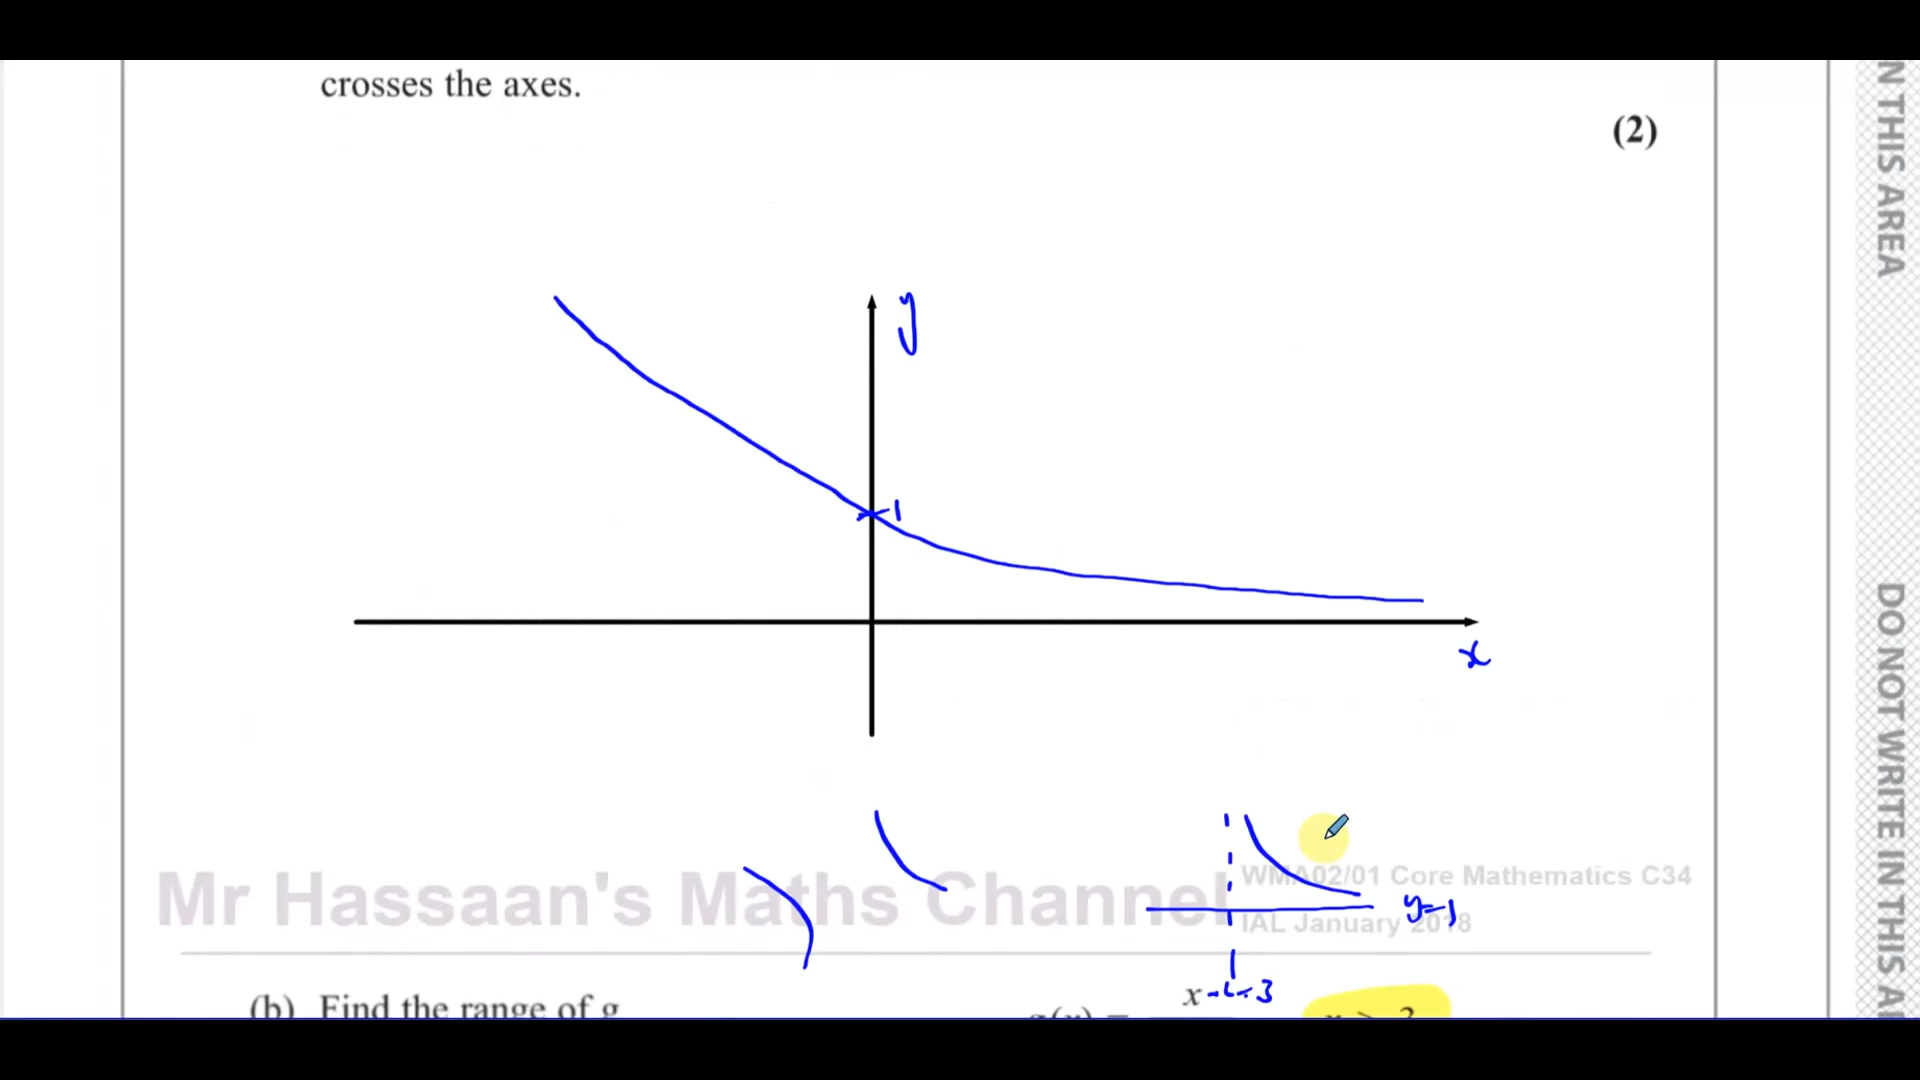 crosses the axes.
(2)
y
1
x
Mr Hassaan's Maths Channel
WMA02/01 Core Mathematics C34
IAL January 2018
y=1
(b) Find the range of g
N THIS AREA
DO NOT WRITE IN THIS A